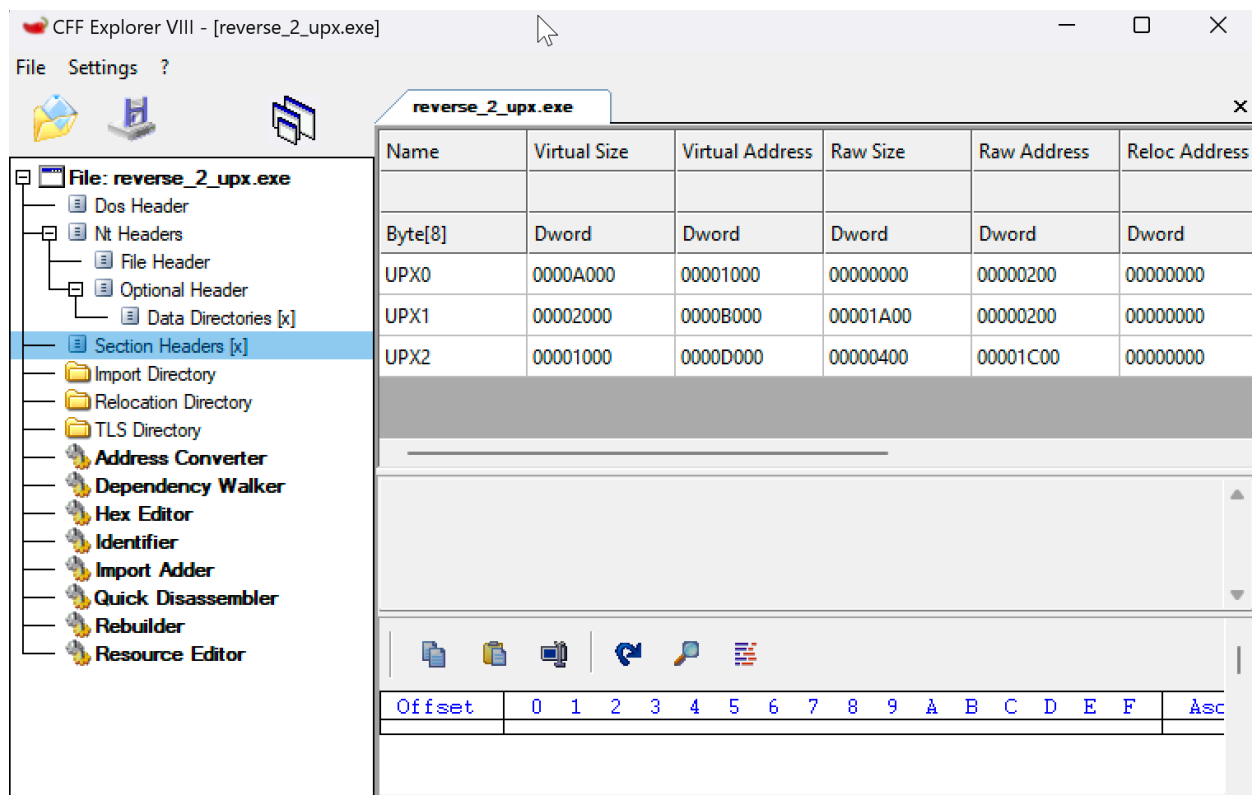 CFF Explorer VIII - [reverse_2_upx.exe]
File Settings ?
reverse_2_upx.exe
File: reverse_2_upx.exe
Dos Header
Nt Headers
File Header
Optional Header
Data Directories [x]
Section Headers [x]
Import Directory
Relocation Directory
TLS Directory
Address Converter
Dependency Walker
Hex Editor
Identifier
Import Adder
Quick Disassembler
Rebuilder
Resource Editor
Name Virtual Size Virtual Address Raw Size Raw Address Reloc Address
Byte[8] Dword Dword Dword Dword Dword
UPX0 0000A000 00001000 00000000 00000200 00000000
UPX1 00002000 0000B000 00001A00 00000200 00000000
UPX2 00001000 0000D000 00000400 00001C00 00000000
Offset 0 1 2 3 4 5 6 7 8 9 A B C D E F Asc